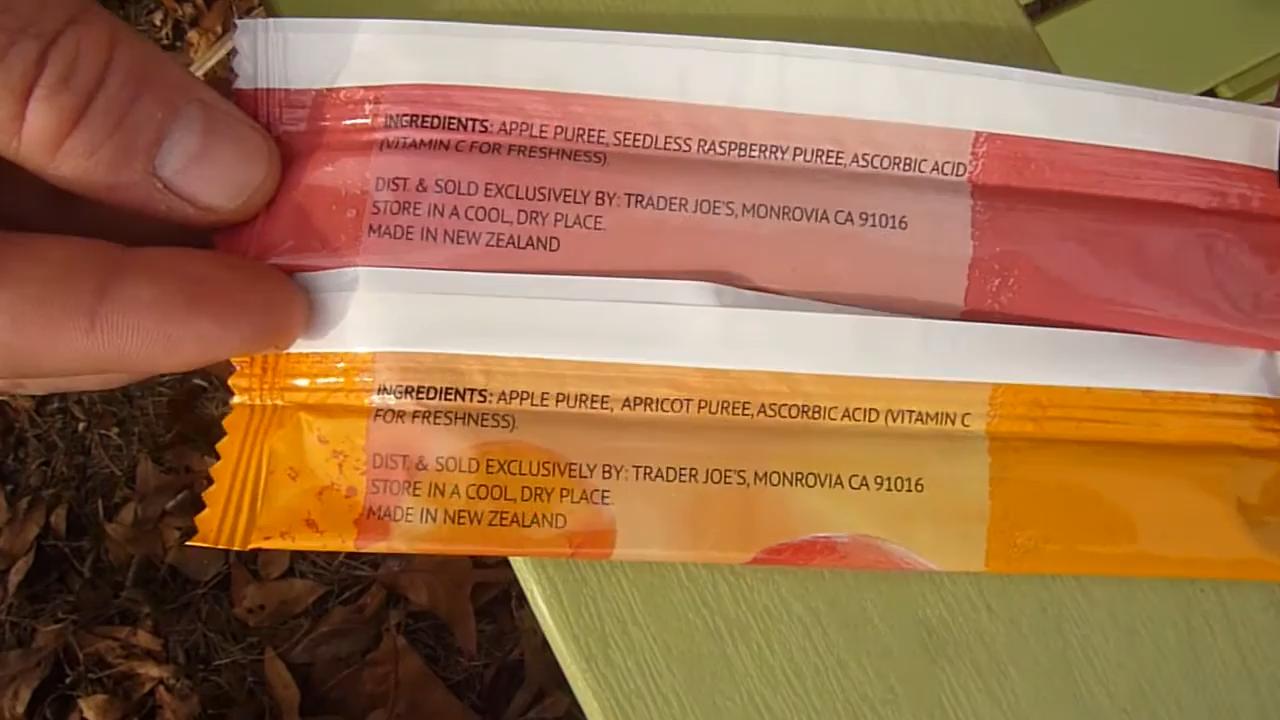 INGREDIENTS: APPLE PUREE, SEEDLESS RASPBERRY PUREE, ASCORBIC ACID
(VITAMIN C FOR FRESHNESS).
DIST. & SOLD EXCLUSIVELY BY: TRADER JOE'S, MONROVIA CA 91016
STORE IN A COOL, DRY PLACE.
MADE IN NEW ZEALAND
INGREDIENTS: APPLE PUREE, APRICOT PUREE, ASCORBIC ACID (VITAMIN C
FOR FRESHNESS).
DIST. & SOLD EXCLUSIVELY BY: TRADER JOE'S, MONROVIA CA 91016
STORE IN A COOL, DRY PLACE.
MADE IN NEW ZEALAND